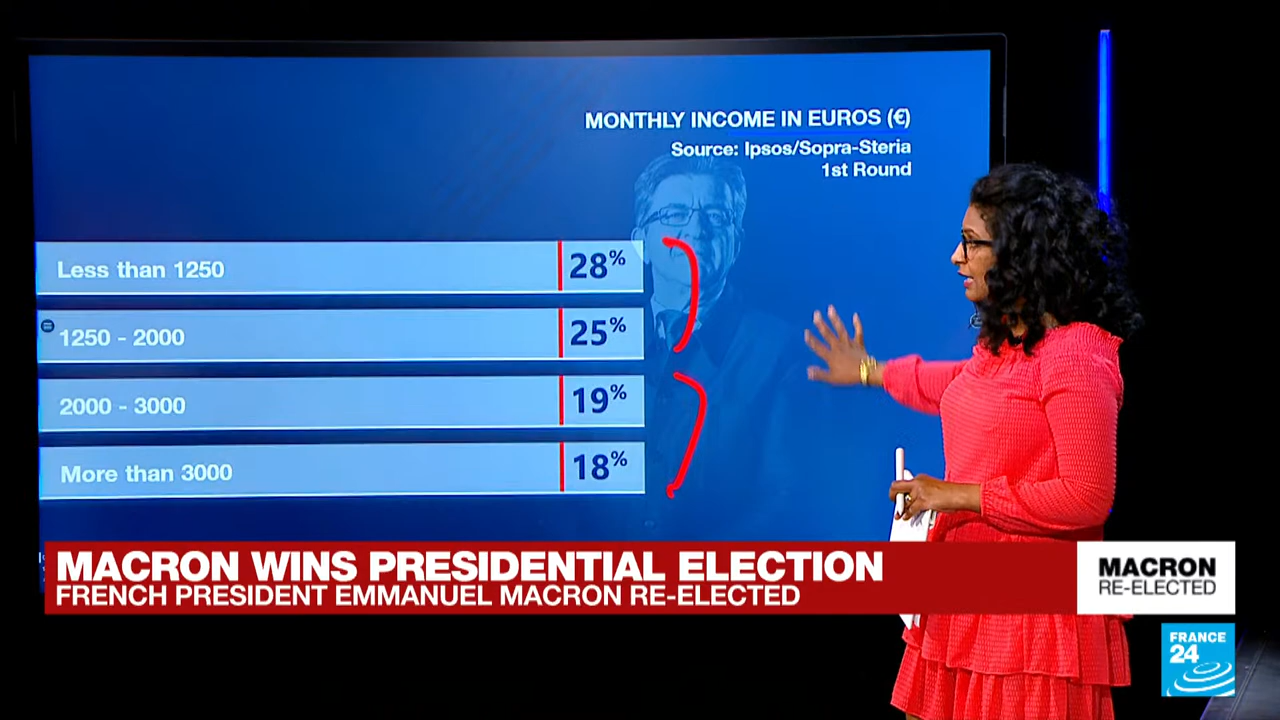 MONTHLY INCOME IN EUROS (€)
Source: Ipsos/Sopra-Steria
1st Round
Less than 1250
28%
1250 - 2000
25%
2000 - 3000
19%
More than 3000
18%
MACRON WINS PRESIDENTIAL ELECTION
FRENCH PRESIDENT EMMANUEL MACRON RE-ELECTED
MACRON
RE-ELECTED
FRANCE
24